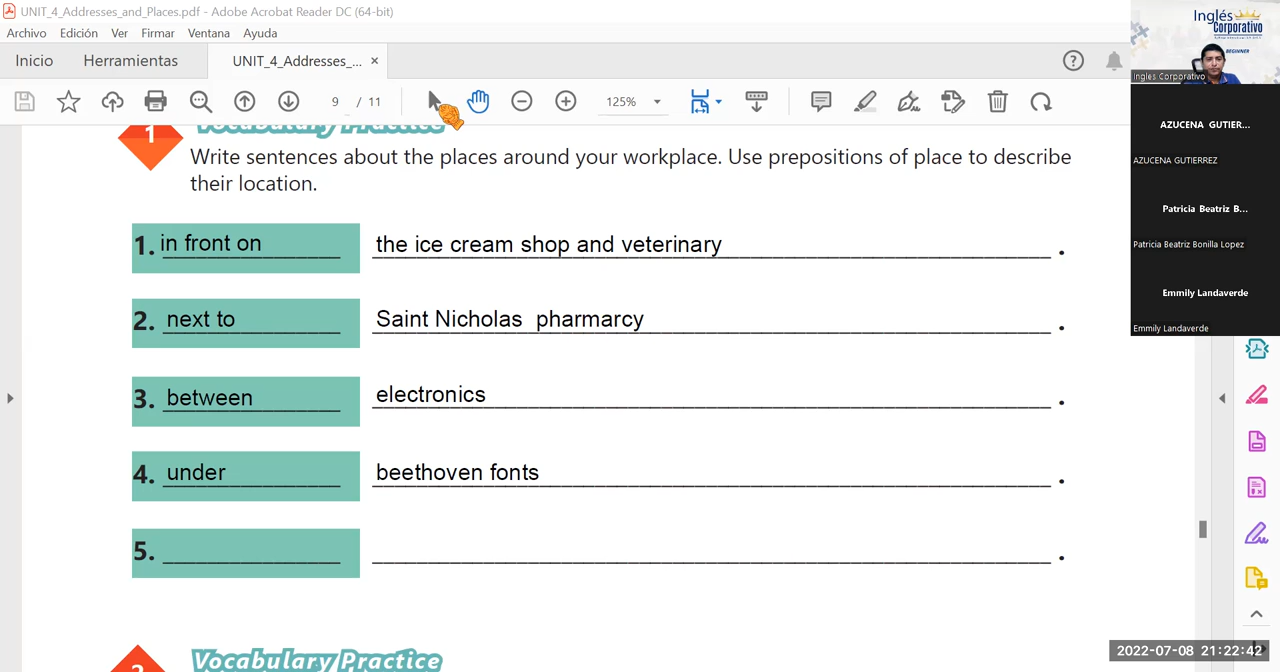 UNIT_4_Addresses_and_Places.pdf - Adobe Acrobat Reader DC (64-bit)
Archivo Edición Ver Firmar Ventana Ayuda
Inicio Herramientas UNIT_4_Addresses_... ×
9 / 11 125%
Inglés
Corporativo
BEGINNER
Ingles Corporativo
AZUCENA GUTIER...
AZUCENA GUTIERREZ
Patricia Beatriz B...
Patricia Beatriz Bonilla Lopez
Emmily Landaverde
Emmily Landaverde
1 Vocabulary Practice
Write sentences about the places around your workplace. Use prepositions of place to describe
their location.
1. in front on the ice cream shop and veterinary .
2. next to Saint Nicholas pharmarcy .
3. between electronics .
4. under beethoven fonts .
5. .
Vocabulary Practice
2022-07-08 21:22:42